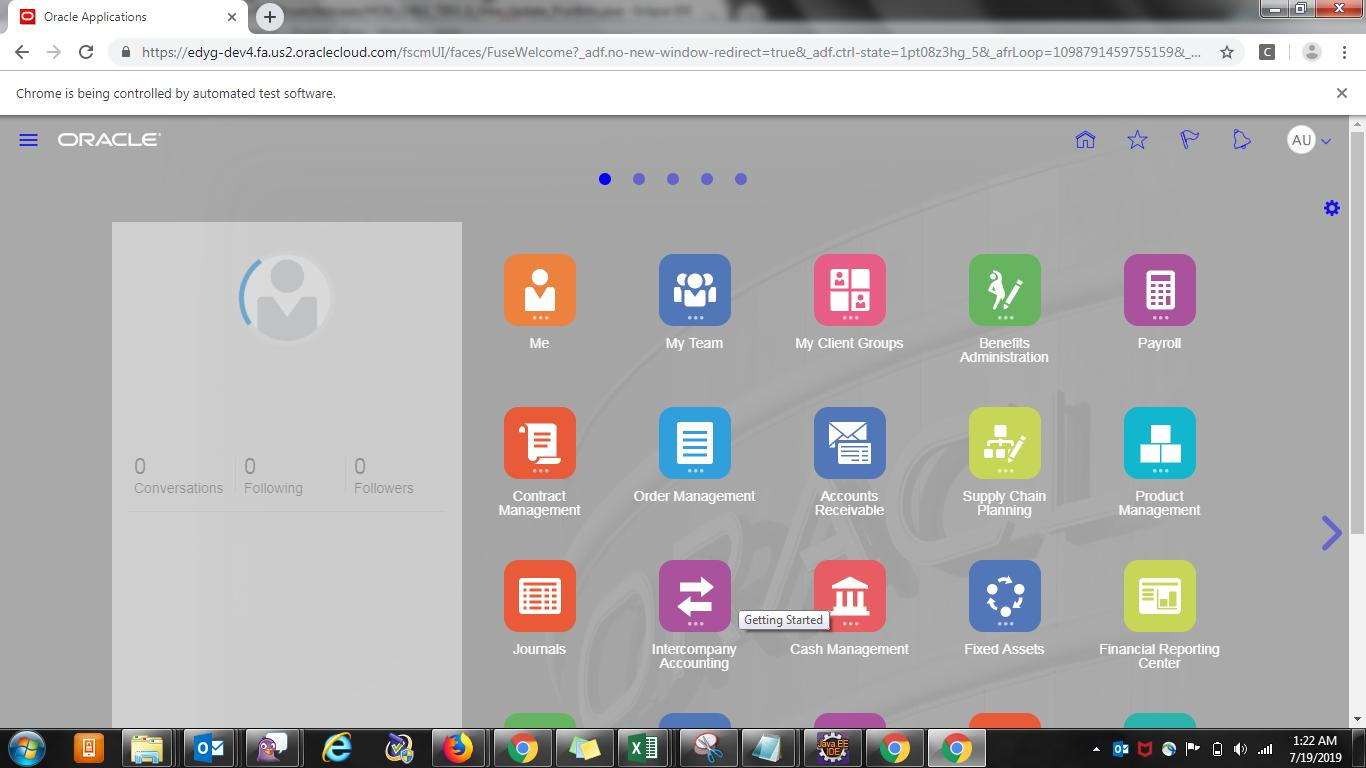 Oracle Applications
https://edyg-dev4.fa.us2.oraclecloud.com/fscmUI/faces/FuseWelcome?_adf.no-new-window-redirect=true&_adf.ctrl-state=1pt08z3hg_5&_afrLoop=1098791459755159&_...
C
Chrome is being controlled by automated test software.
ORACLE
AU
Me
My Team
My Client Groups
Benefits
Administration
Payroll
0
Conversations
0
Following
0
Followers
Contract
Management
Order Management
Accounts
Receivable
Supply Chain
Planning
Product
Management
Getting Started
Journals
Intercompany
Accounting
Cash Management
Fixed Assets
Financial Reporting
Center
Java EE
IDE
1:22 AM
7/19/2019